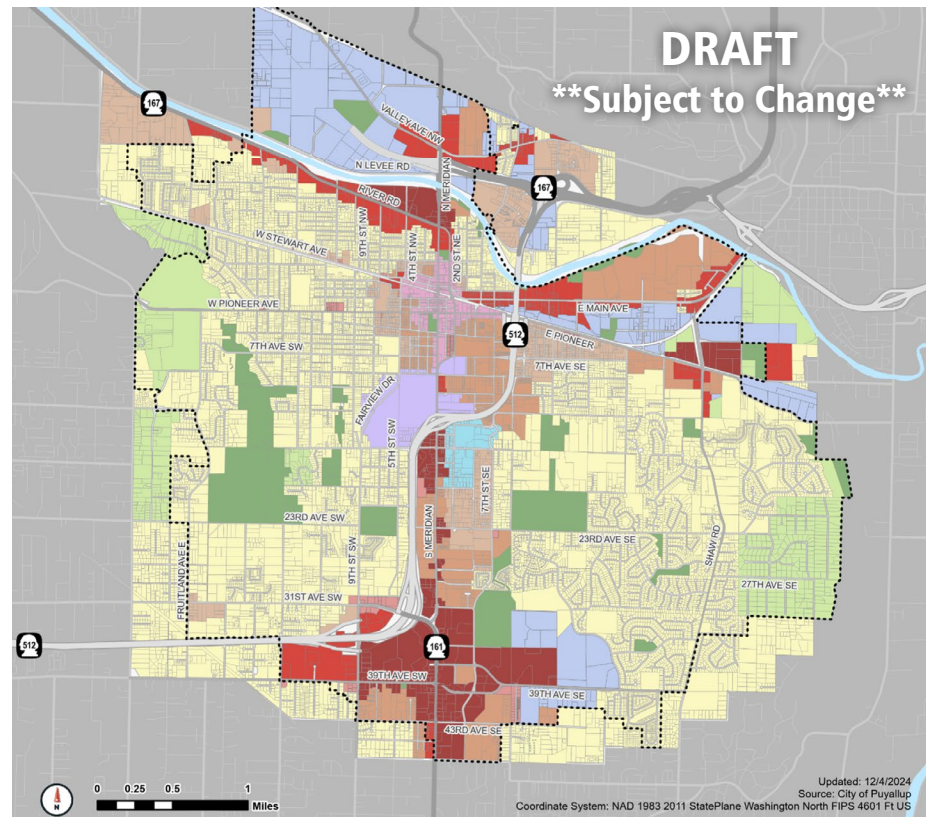 DRAFT
**Subject to Change**
167
VALLEY AVE NW
N LEVEE RD
N MERIDIAN
167
RIVER RD
9TH ST NW
4TH ST NW
2ND ST NE
W STEWART AVE
W PIONEER AVE
E MAIN AVE
512
E PIONEER
7TH AVE SW
7TH AVE SE
FAIRVIEW DR
5TH ST SW
7TH ST SE
23RD AVE SW
S MERIDIAN
23RD AVE SE
SHAW RD
9TH ST SW
27TH AVE SE
FRUITLAND AVE E
31ST AVE SW
512
161
39TH AVE SW
39TH AVE SE
43RD AVE SE
N
0 0.25 0.5 1
Miles
Updated: 12/4/2024
Source: City of Puyallup
Coordinate System: NAD 1983 2011 StatePlane Washington North FIPS 4601 Ft US